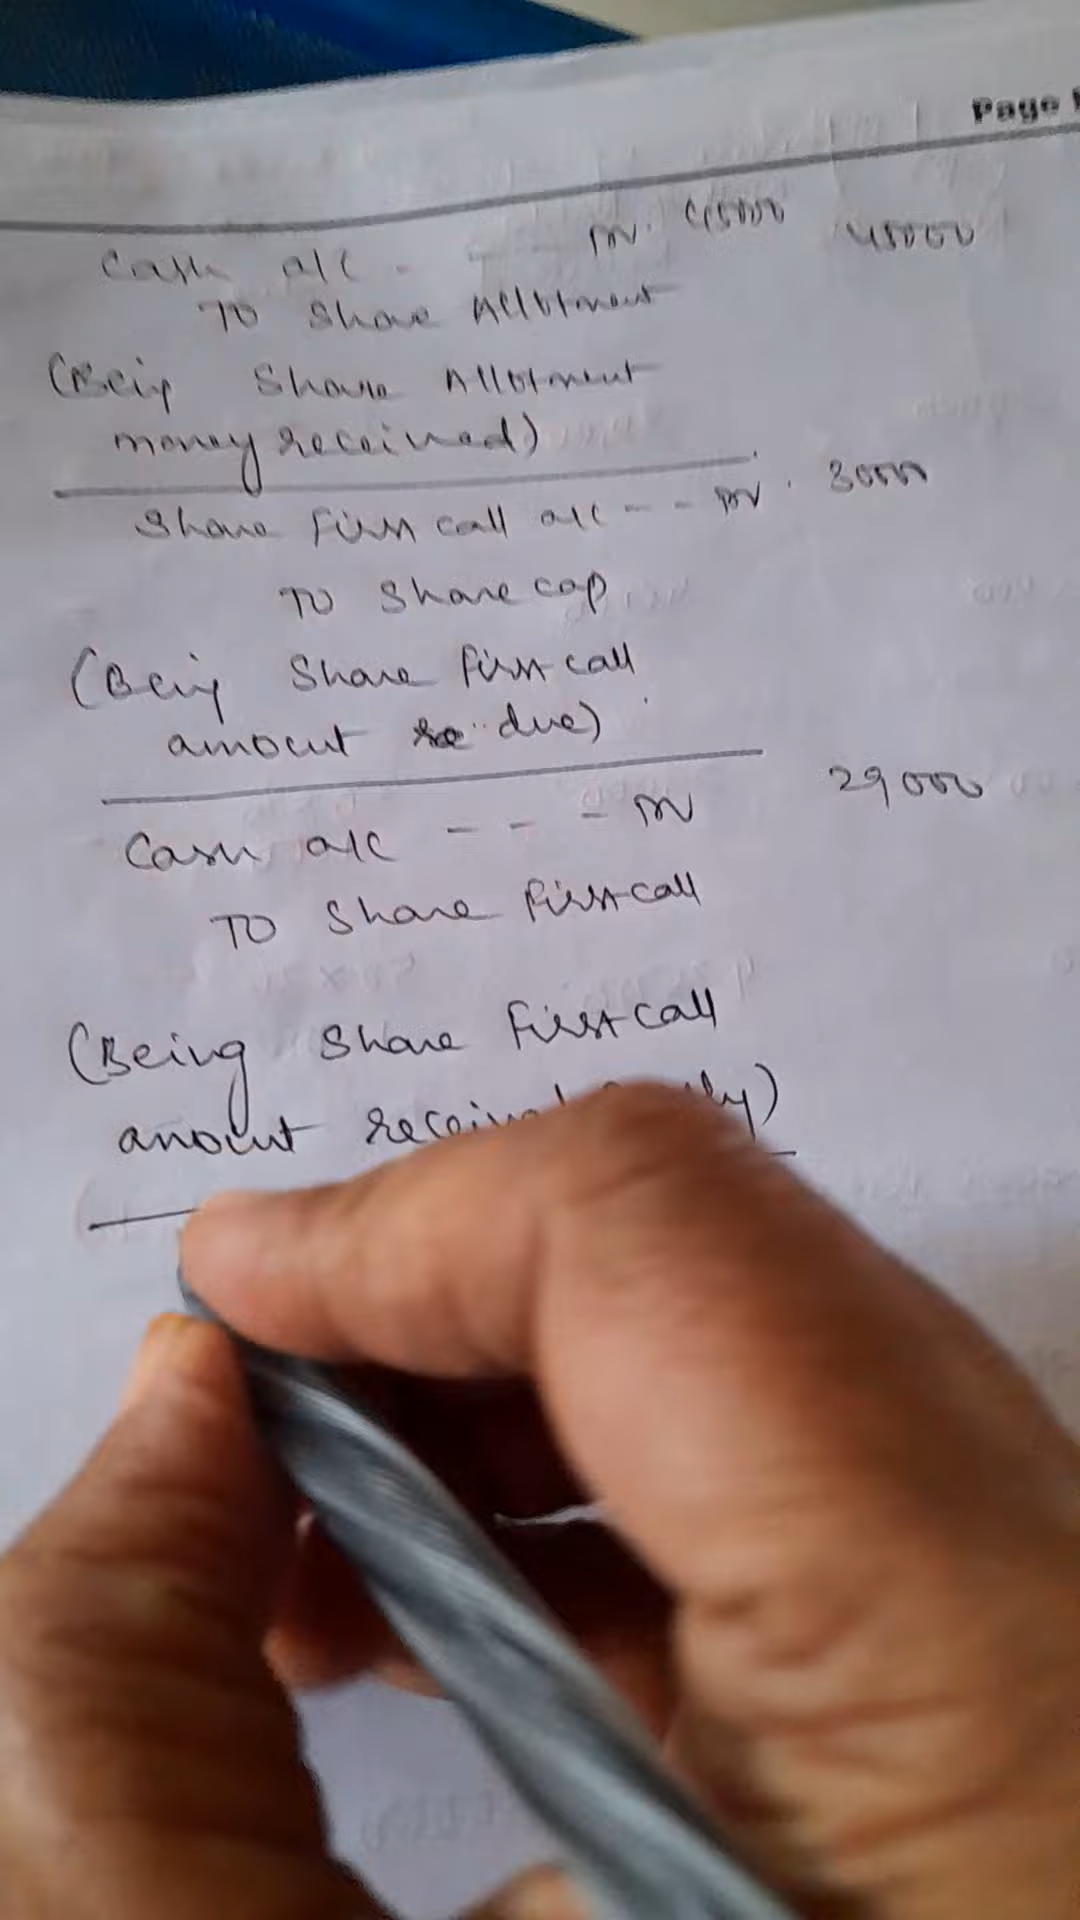 Page
Cash a/c - - - Dr. 45000 45000
To Share Allotment
(Being Share Allotment
money received)
Share First call a/c - - Dr. 30000
To Share cap
(Being Share first call
amount due)
Cash a/c - - - Dr 29000
To Share first call
(Being Share First call
amount received